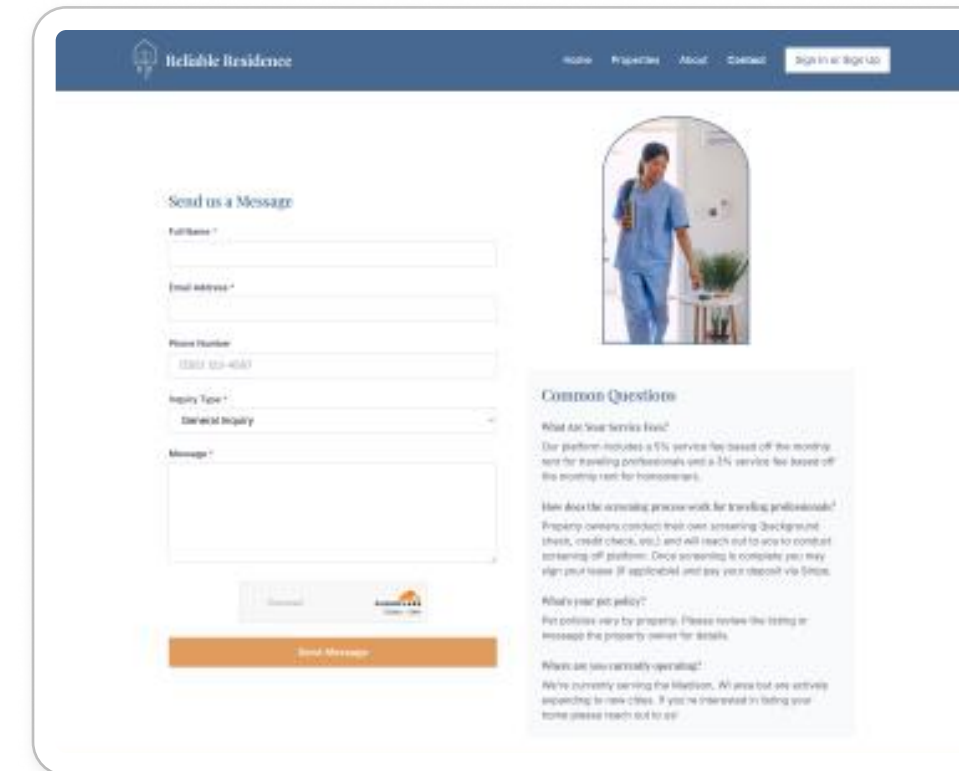 Reliable Residence
Home Properties About Contact Sign In or Sign Up
Send us a Message
Full Name *
Email Address *
Phone Number
Inquiry Type *
General Inquiry
Message *
Send Message
Common Questions
What Are Your Service Fees?
Our platform includes a 5% service fee based off the monthly
rent for traveling professionals and a 3% service fee based off
the monthly rent for homeowners.
How does the screening process work for traveling professionals?
Property owners conduct their own screening (background
check, credit check, etc.) and will reach out to you to conduct
screening off platform. Once screening is complete you may
sign your lease (if applicable) and pay your deposit via Stripe.
What's your pet policy?
Pet policies vary by property. Please review the listing or
message the property owner for details.
Where are you currently operating?
We're currently serving the Madison, WI area but are actively
expanding to new cities. If you're interested in listing your
home please reach out to us!